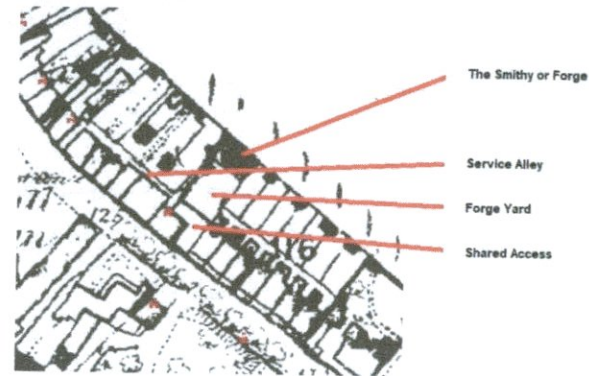 The Smithy or Forge
Service Alley
Forge Yard
Shared Access